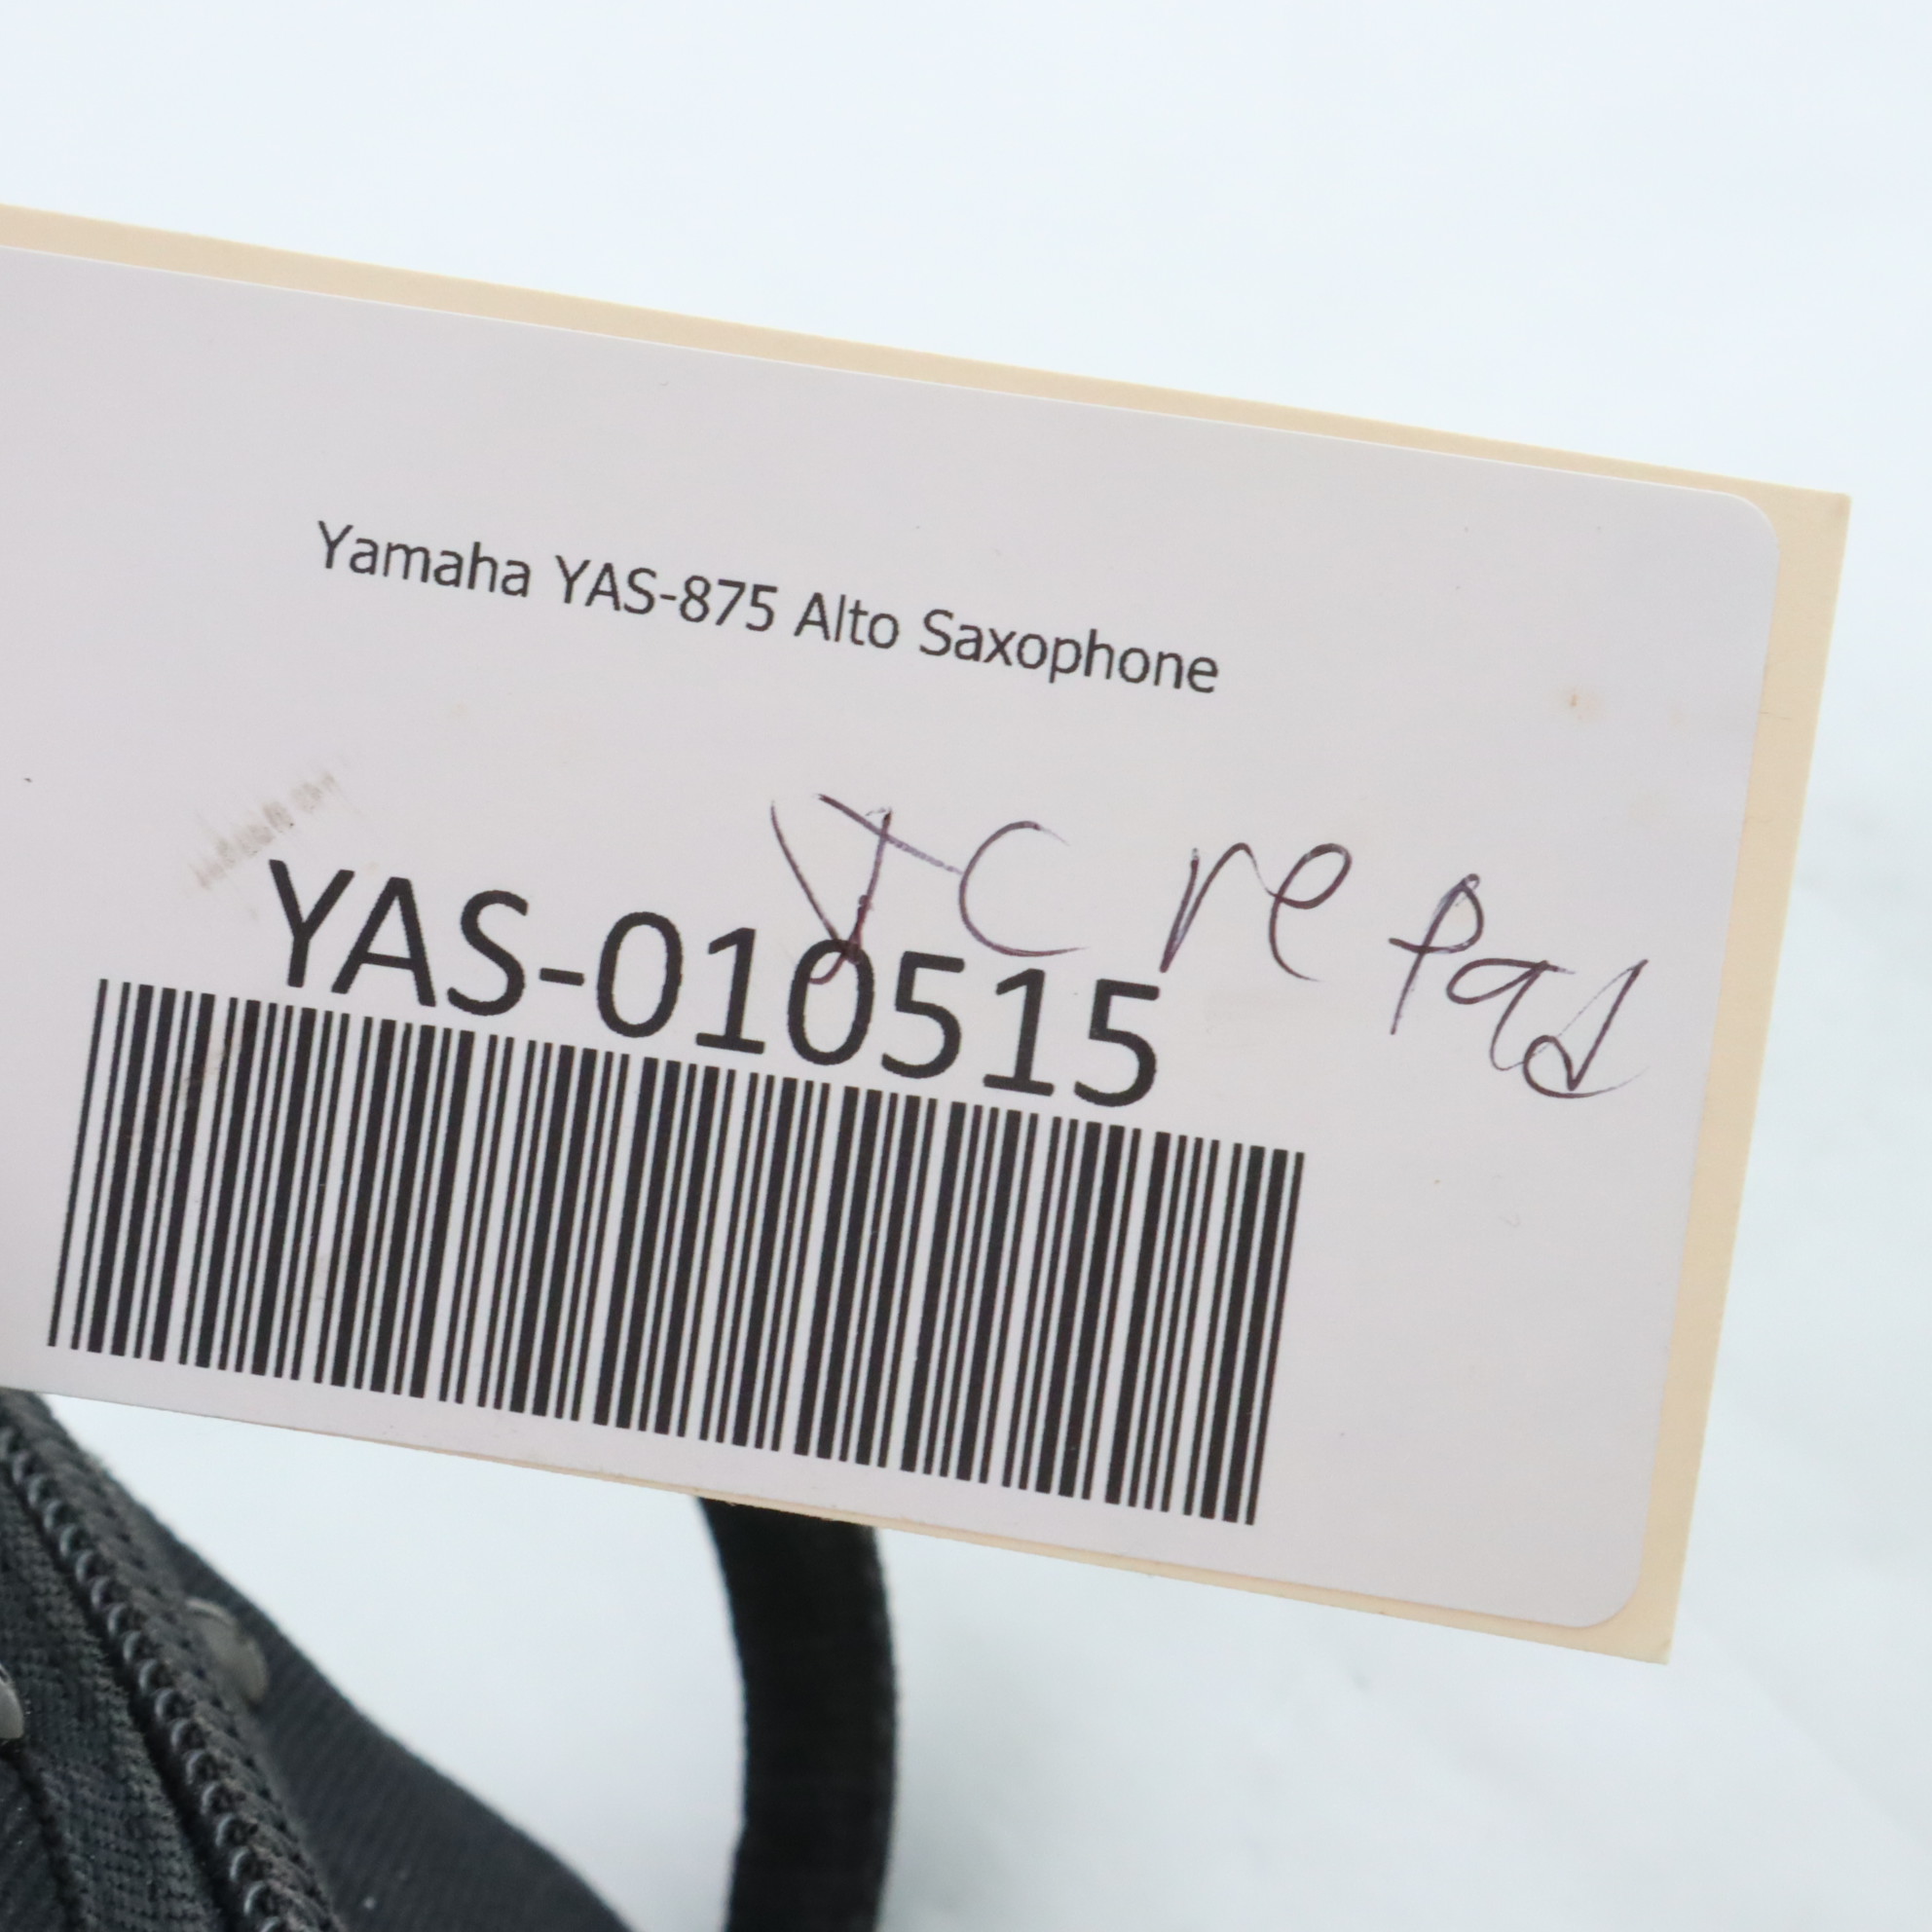 Yamaha YAS-875 Alto Saxophone
JC repad
YAS-010515